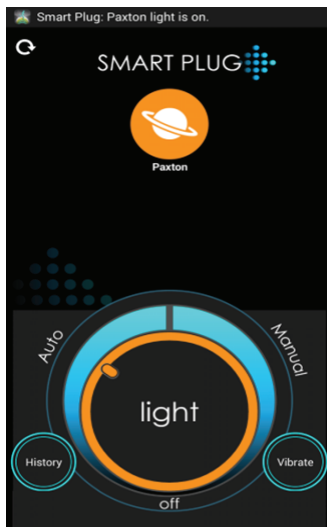 Smart Plug: Paxton light is on.
SMART PLUG
Paxton
Auto
Manual
light
History
Vibrate
off